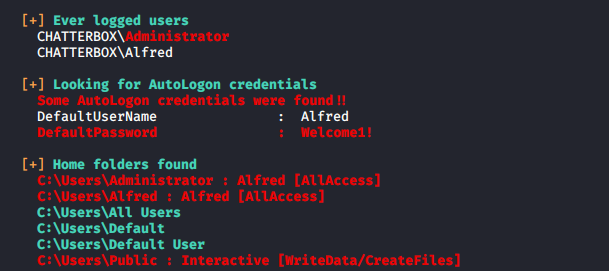 [+] Ever logged users
CHATTERBOX\Administrator
CHATTERBOX\Alfred
[+] Looking for AutoLogon credentials
Some AutoLogon credentials were found!!
DefaultUserName : Alfred
DefaultPassword : Welcome1!
[+] Home folders found
C:\Users\Administrator : Alfred [AllAccess]
C:\Users\Alfred : Alfred [AllAccess]
C:\Users\All Users
C:\Users\Default
C:\Users\Default User
C:\Users\Public : Interactive [WriteData/CreateFiles]